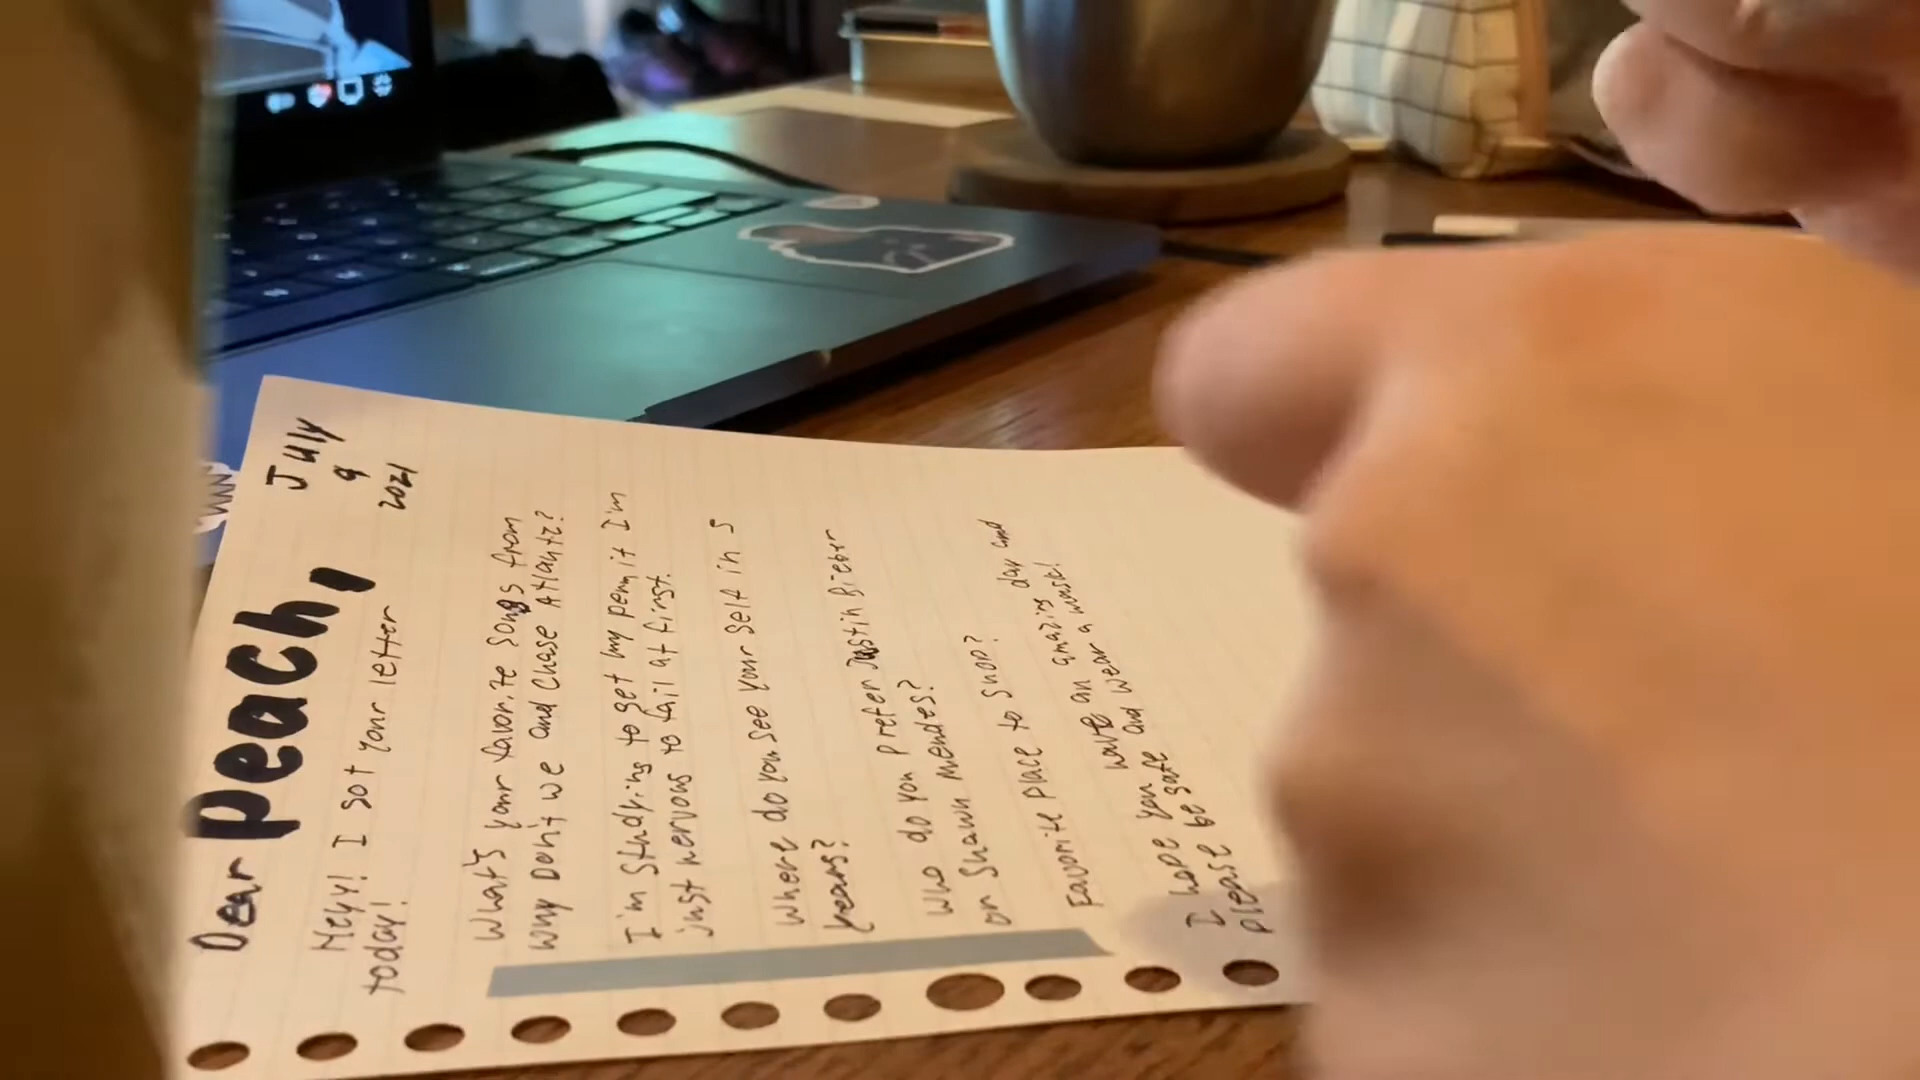 July
9
2021
Dear Peach,
Hey! I got your letter
today!
What's your favorite songs from
Why Don't we and Chase Atlantic?
I'm studying to get my permit I'm
just nervous to fail at first.
Where do you see your self in 5
years?
Who do you prefer Justin Bieber
or Shawn Mendes?
Favorite place to shop?
I hope you have an amazing day and
please be safe and wear a mask!